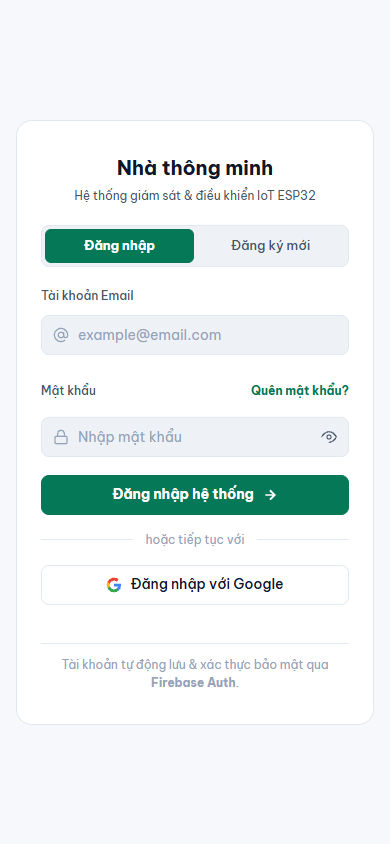 Nhà thông minh
Hệ thống giám sát & điều khiển IoT ESP32
Đăng nhập
Đăng ký mới
Tài khoản Email
example@email.com
Mật khẩu
Quên mật khẩu?
Nhập mật khẩu
Đăng nhập hệ thống →
hoặc tiếp tục với
Đăng nhập với Google
Tài khoản tự động lưu & xác thực bảo mật qua
Firebase Auth.